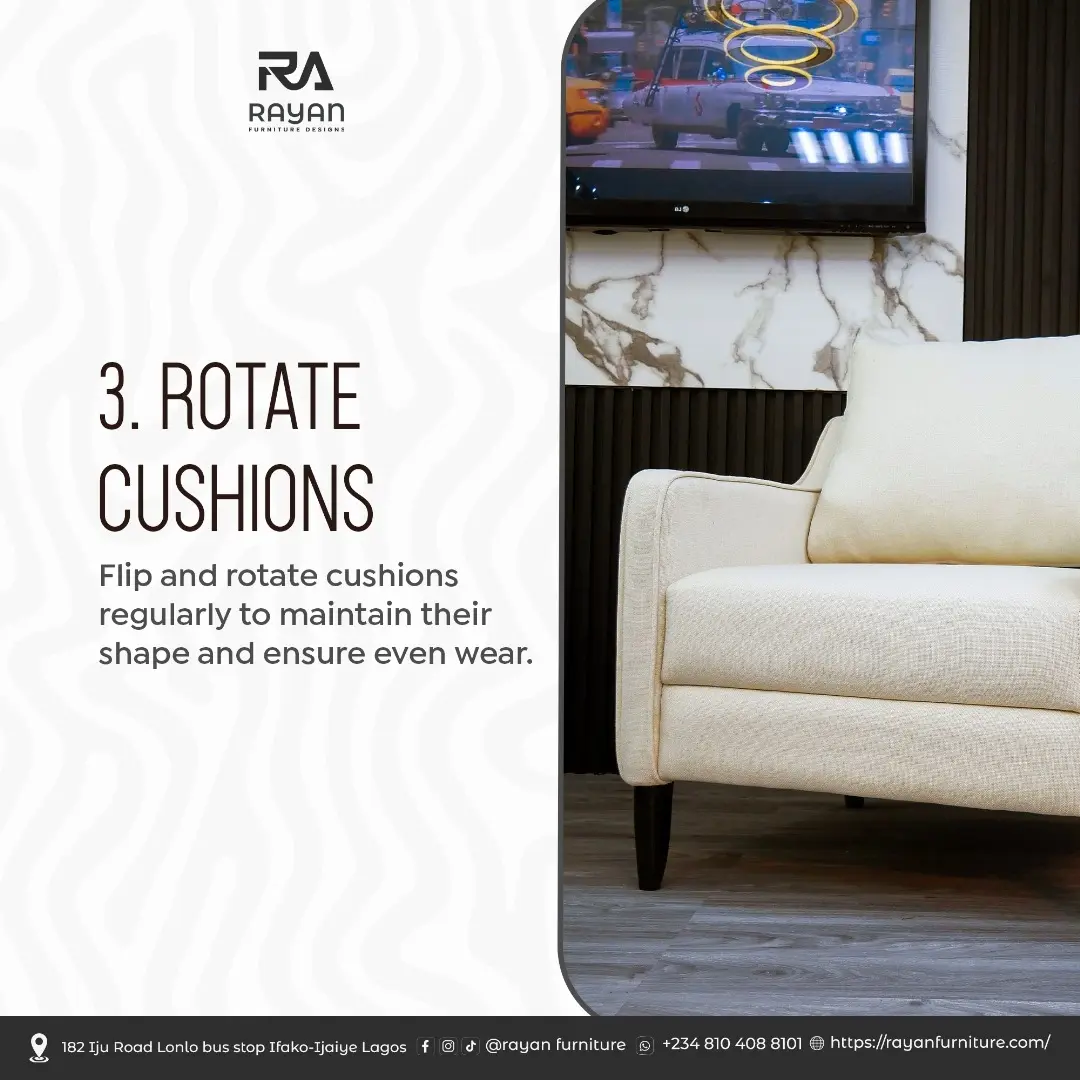 RA
RAYAN
FURNITURE DESIGNS
3. ROTATE
CUSHIONS
Flip and rotate cushions
regularly to maintain their
shape and ensure even wear.
182 Iju Road Lonlo bus stop Ifako-Ijaiye Lagos @rayan furniture +234 810 408 8101 https://rayanfurniture.com/